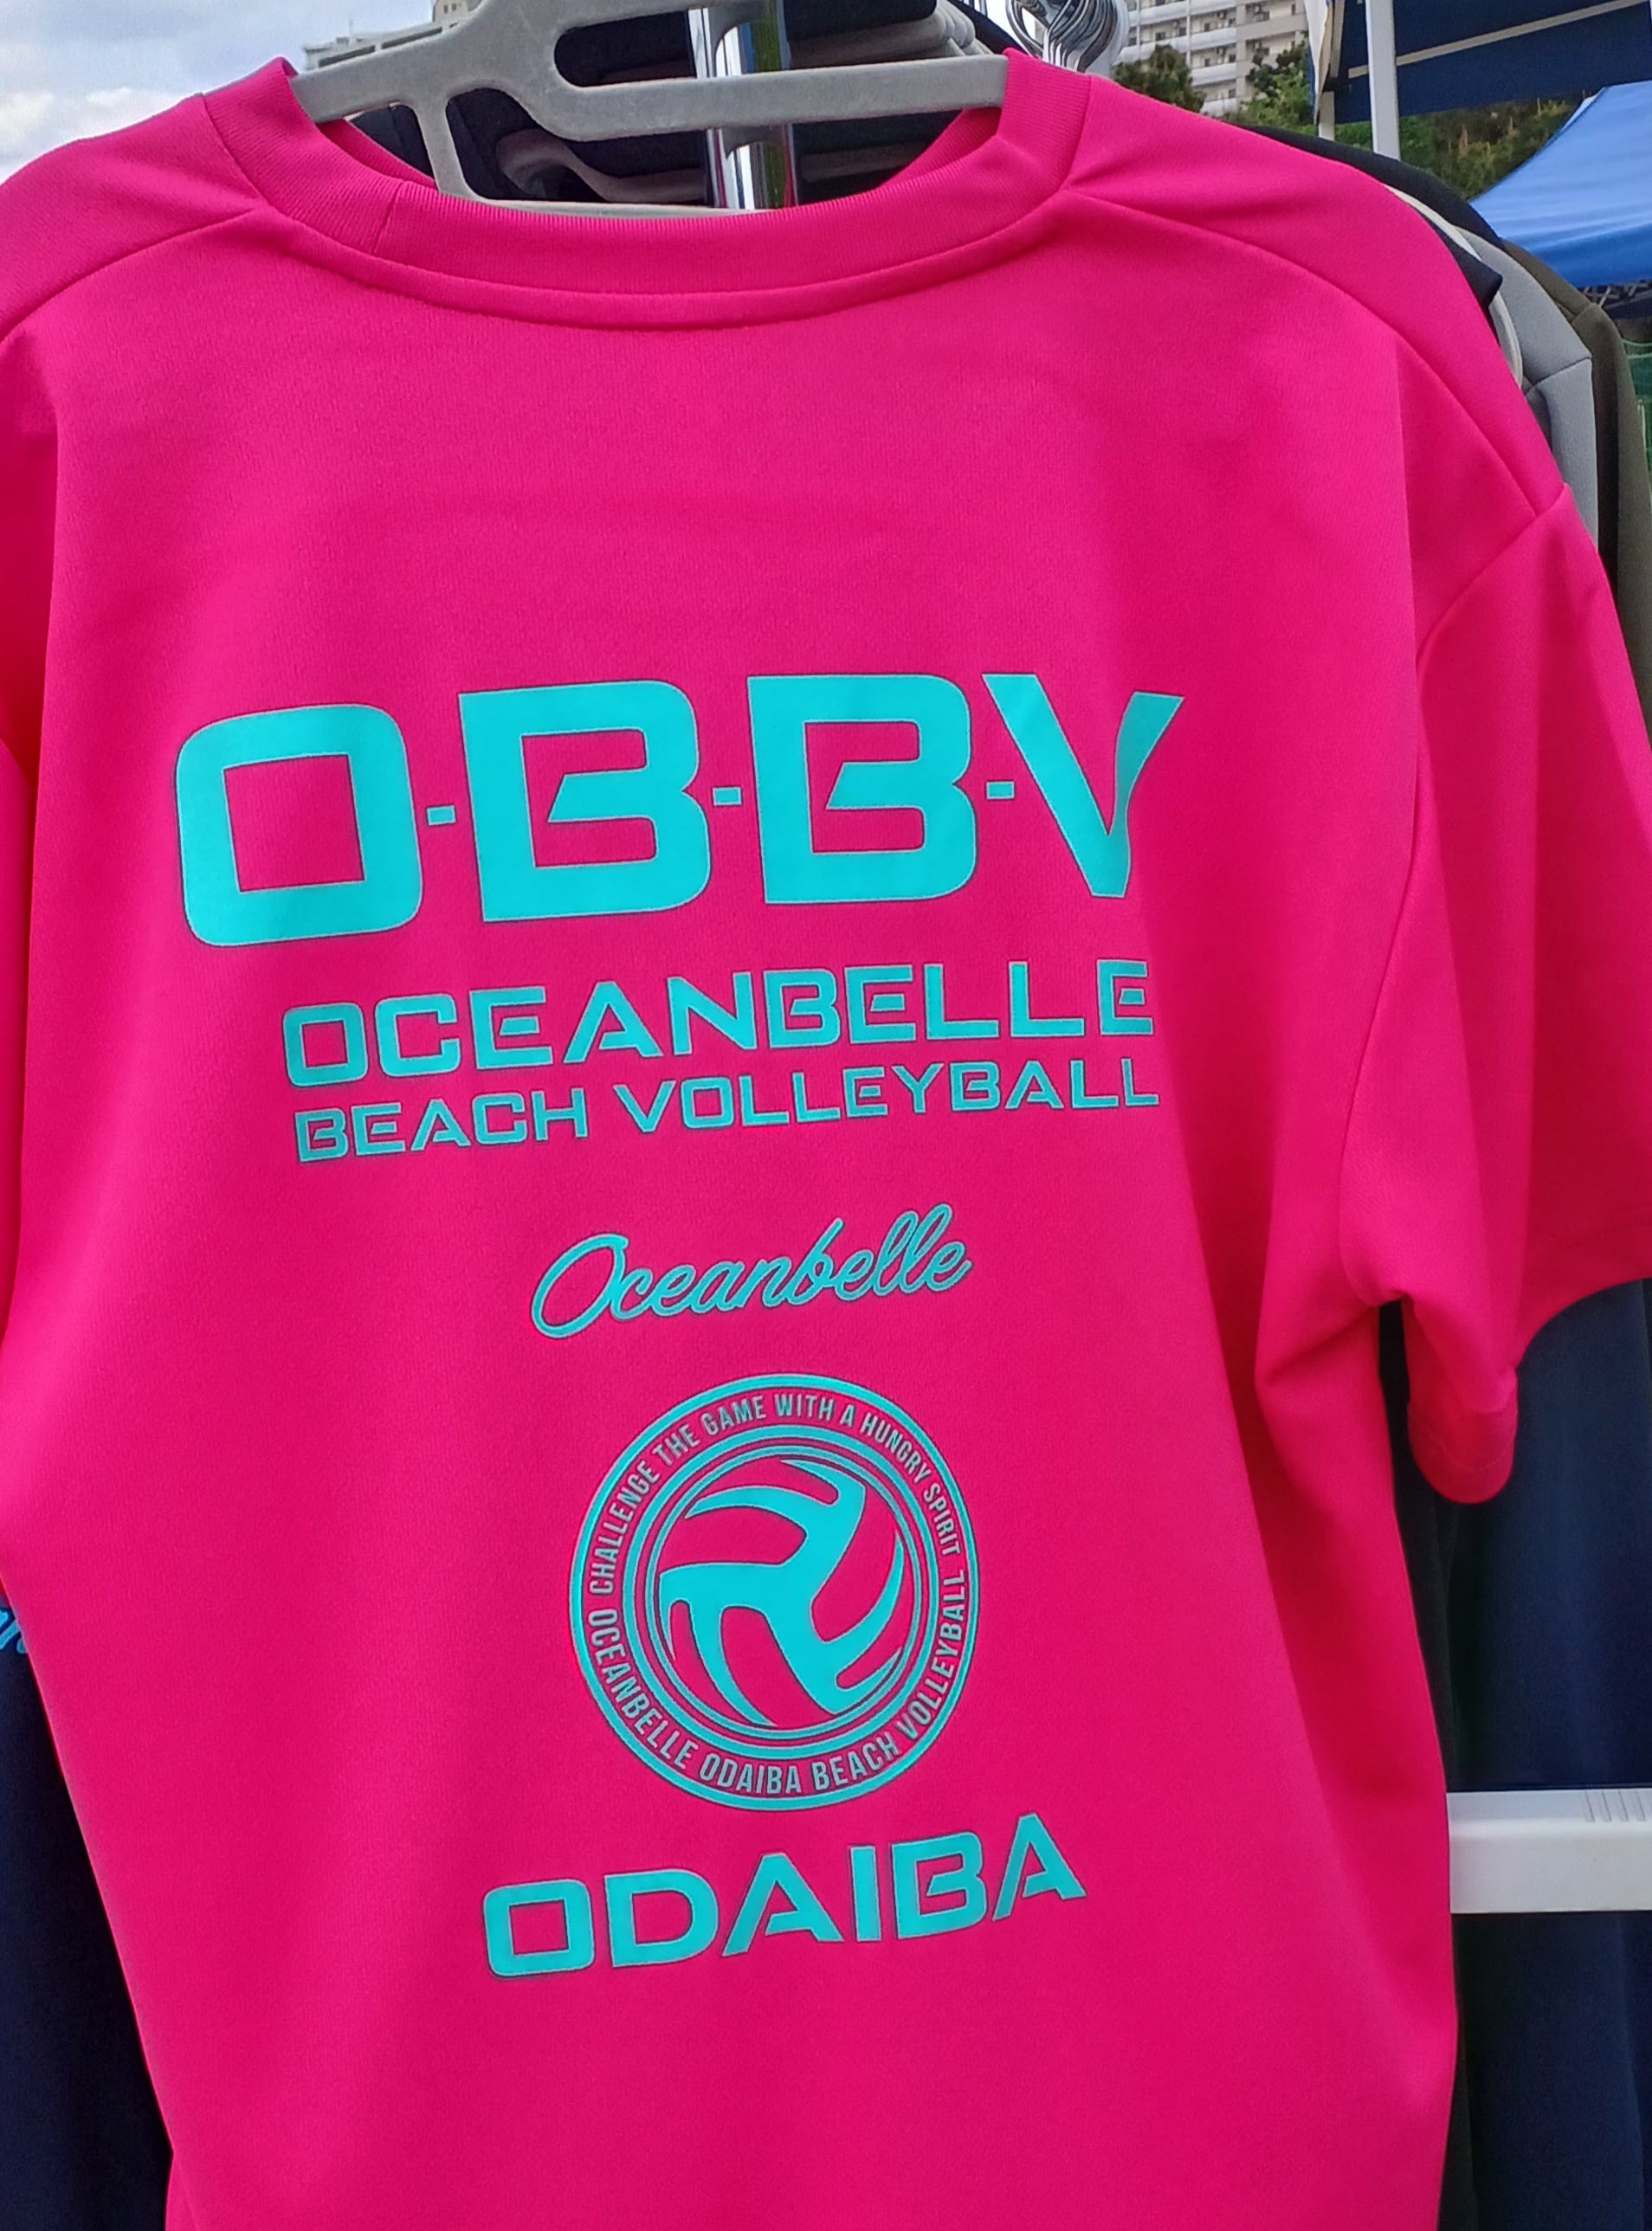 O-B-B-V
OCEANBELLE
BEACH VOLLEYBALL
Oceanbelle
CHALLENGE THE GAME WITH A HUNGRY SPIRIT
OCEANBELLE ODAIBA BEACH VOLLEYBALL
ODAIBA